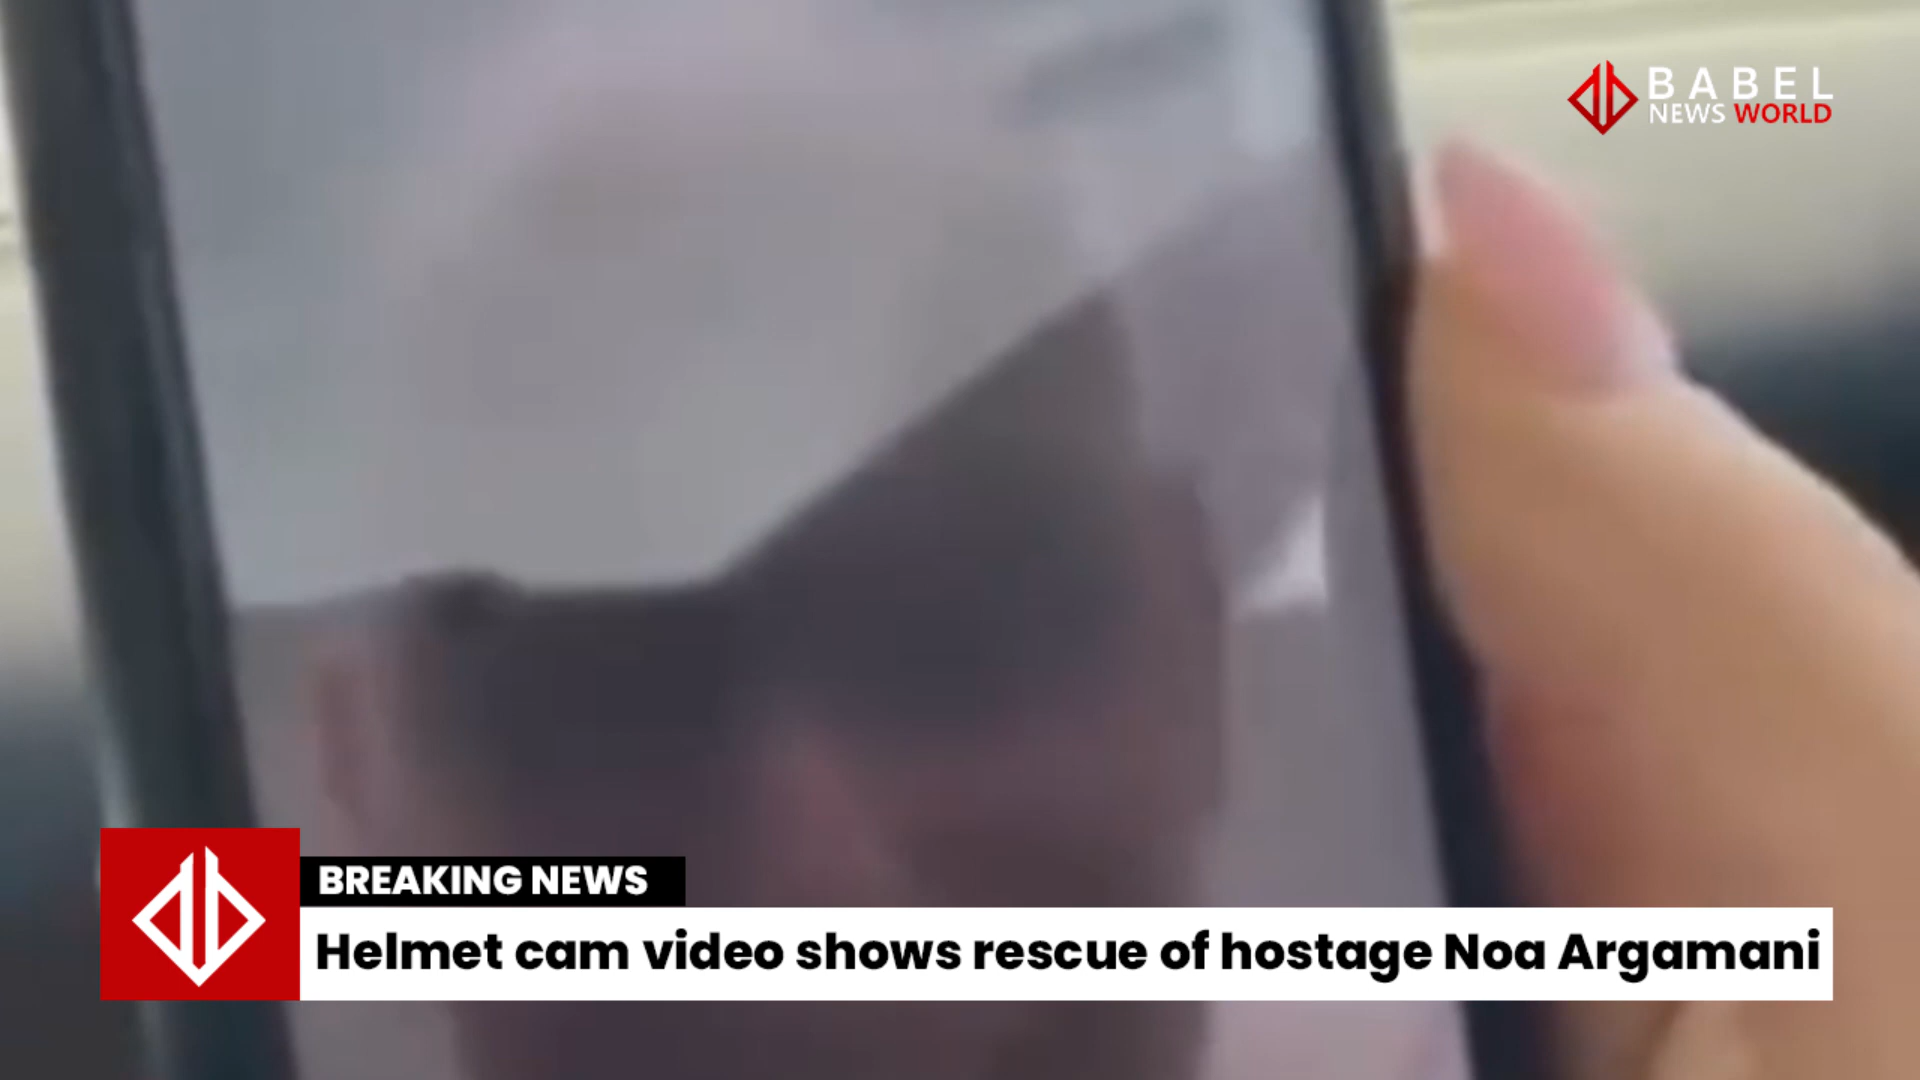 BABEL
NEWS WORLD
BREAKING NEWS
Helmet cam video shows rescue of hostage Noa Argamani